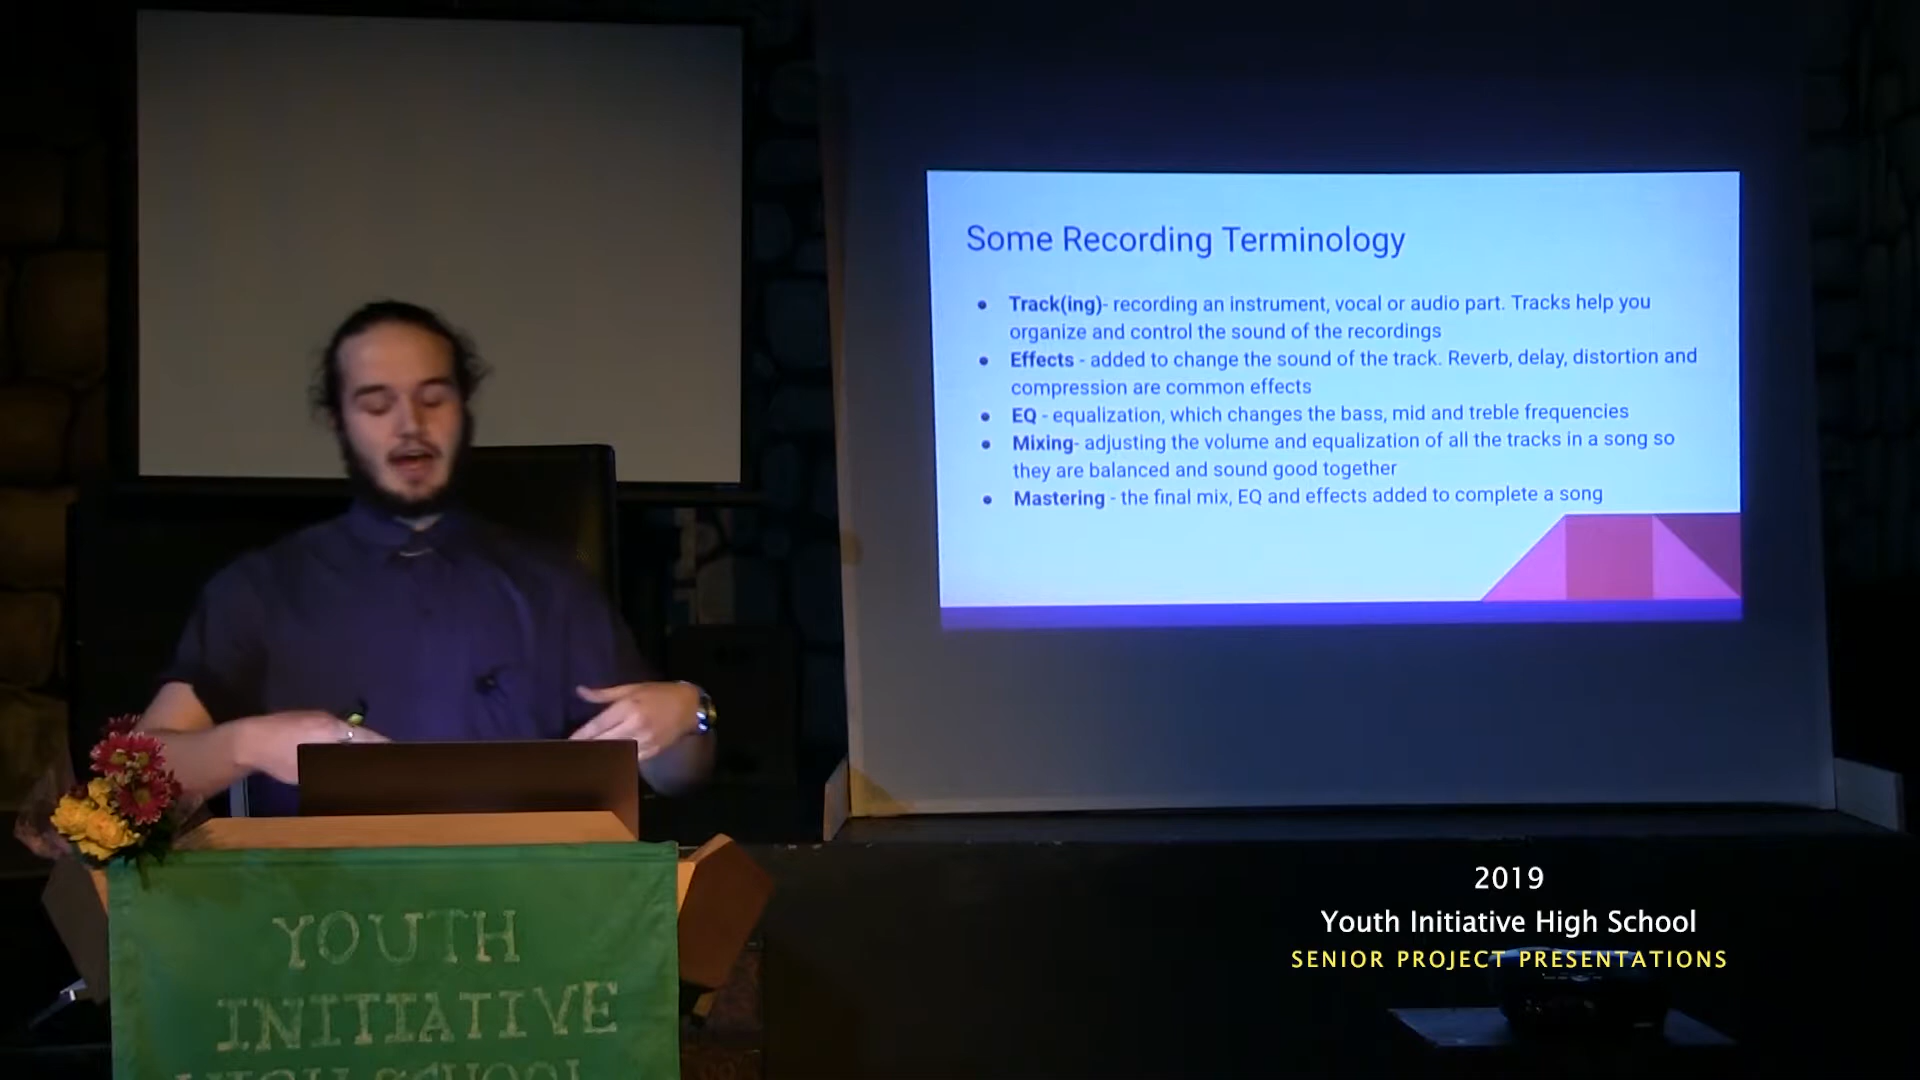 Some Recording Terminology
● Track(ing)- recording an instrument, vocal or audio part. Tracks help you
organize and control the sound of the recordings
● Effects - added to change the sound of the track. Reverb, delay, distortion and
compression are common effects
● EQ - equalization, which changes the bass, mid and treble frequencies
● Mixing- adjusting the volume and equalization of all the tracks in a song so
they are balanced and sound good together
● Mastering - the final mix, EQ and effects added to complete a song
YOUTH
INITIATIVE
HIGH SCHOOL
2019
Youth Initiative High School
SENIOR PROJECT PRESENTATIONS